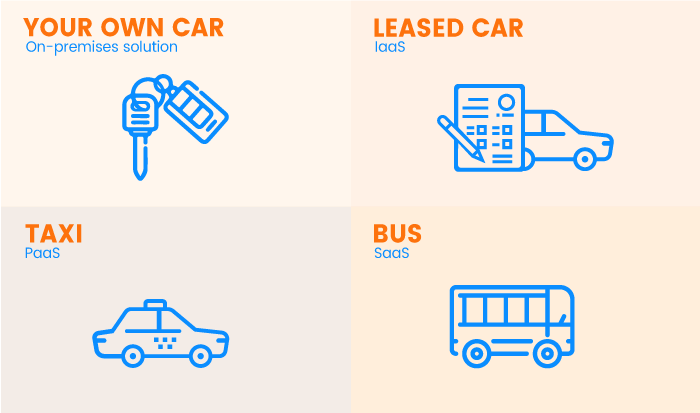 YOUR OWN CAR
On-premises solution
LEASED CAR
IaaS
TAXI
PaaS
BUS
SaaS